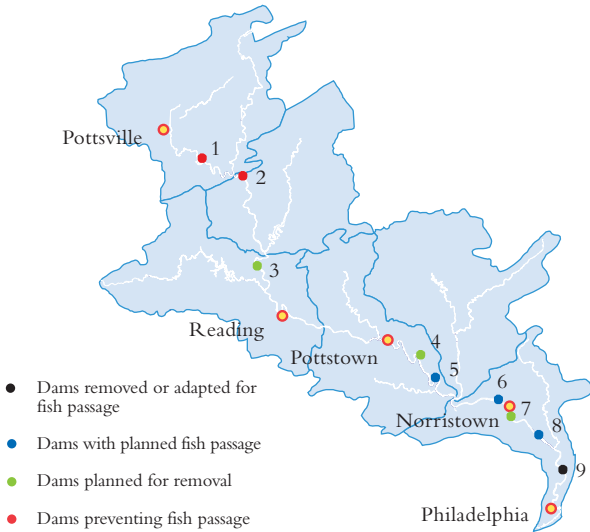 Pottsville
1
2
3
Reading
Pottstown
4
5
6
Norristown
7
8
9
Philadelphia
Dams removed or adapted for
fish passage
Dams with planned fish passage
Dams planned for removal
Dams preventing fish passage